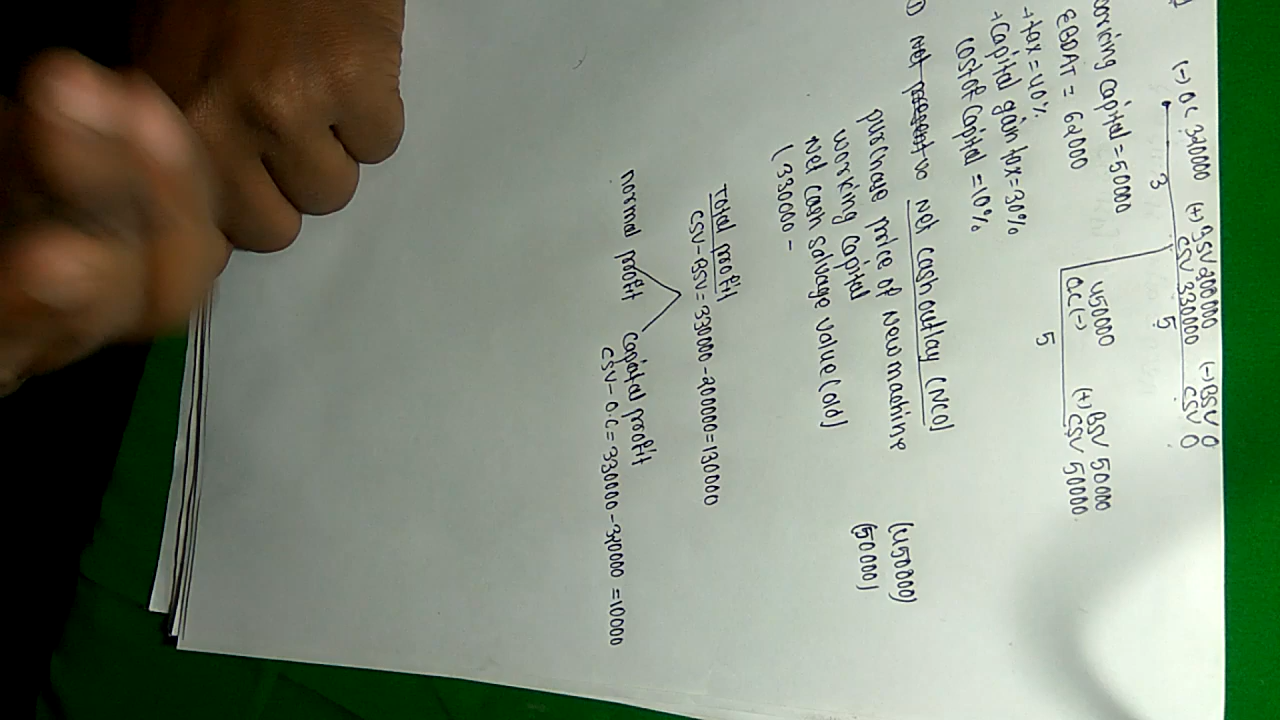 (-) O.C 320000 (+) BSV 200000 (-) BSV 0
CSV 330000 CSV 0
3 5
working capital = 50000
EBDAT = 62000
450000 (+) BSV 50000
O.C (-) CSV 50000
5
→ tax = 40%
→ Capital gain tax = 30%
cost of capital = 10%
① Net Net cash outlay (NCO)
purchase price of new machine (450000)
working capital (50000)
Net cash salvage value (old)
(330000 -
Total profit
CSV - BSV = 330000 - 200000 = 130000
normal profit capital profit
CSV - O.C = 330000 - 320000 = 10000